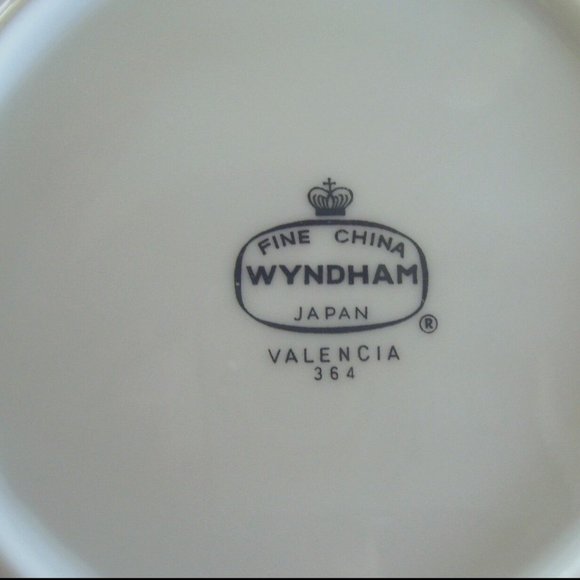 FINE CHINA
WYNDHAM
JAPAN
®
VALENCIA
364